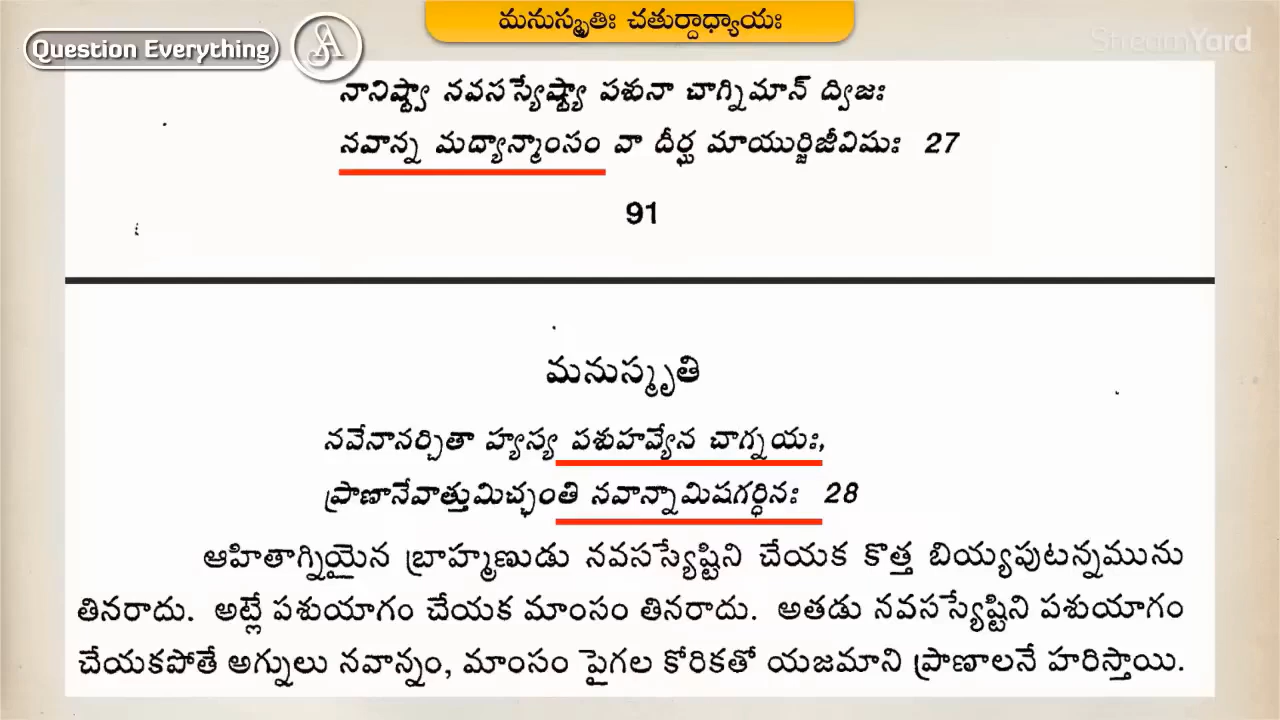 మనుస్మృతిః చతుర్దాధ్యాయః
Question Everything
StreamYard
నానిష్ట్వా నవసస్యేష్ట్యా పశునా చాగ్నిమాన్ ద్విజః
నవాన్న మద్యాన్మాంసం వా దీర్ఘ మాయుర్జిజీవిషుః 27
91
మనుస్మృతి
నవేనానర్చితా హ్యస్య పశుహవ్యేన చాగ్నయః,
ప్రాణానేవాత్తుమిచ్ఛంతి నవాన్నామిషగర్ధినః 28
ఆహితాగ్నియైన బ్రాహ్మణుడు నవసస్యేష్టిని చేయక కొత్త బియ్యపుటన్నమును
తినరాదు. అట్లే పశుయాగం చేయక మాంసం తినరాదు. అతడు నవసస్యేష్టిని పశుయాగం
చేయకపోతే అగ్నులు నవాన్నం, మాంసం పైగల కోరికతో యజమాని ప్రాణాలనే హరిస్తాయి.